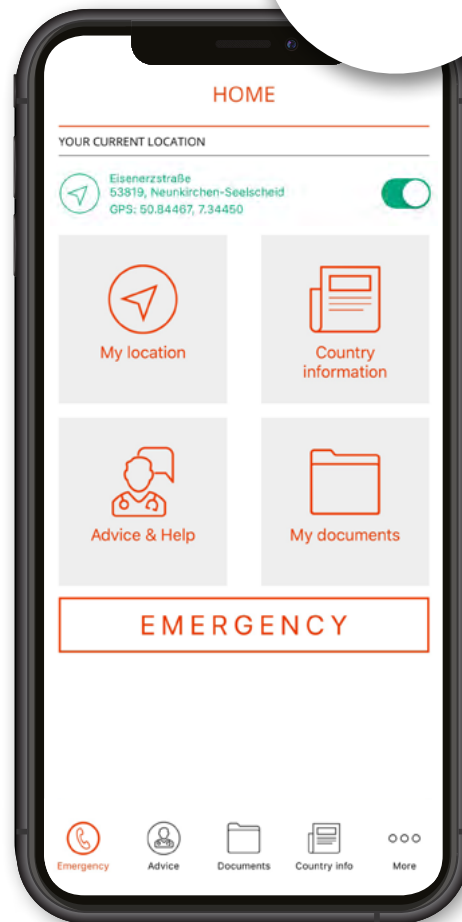 HOME
YOUR CURRENT LOCATION
Eisenerzstraße
53819, Neunkirchen-Seelscheid
GPS: 50.84467, 7.34450
My location
Country
information
Advice & Help
My documents
EMERGENCY
Emergency
Advice
Documents
Country info
More